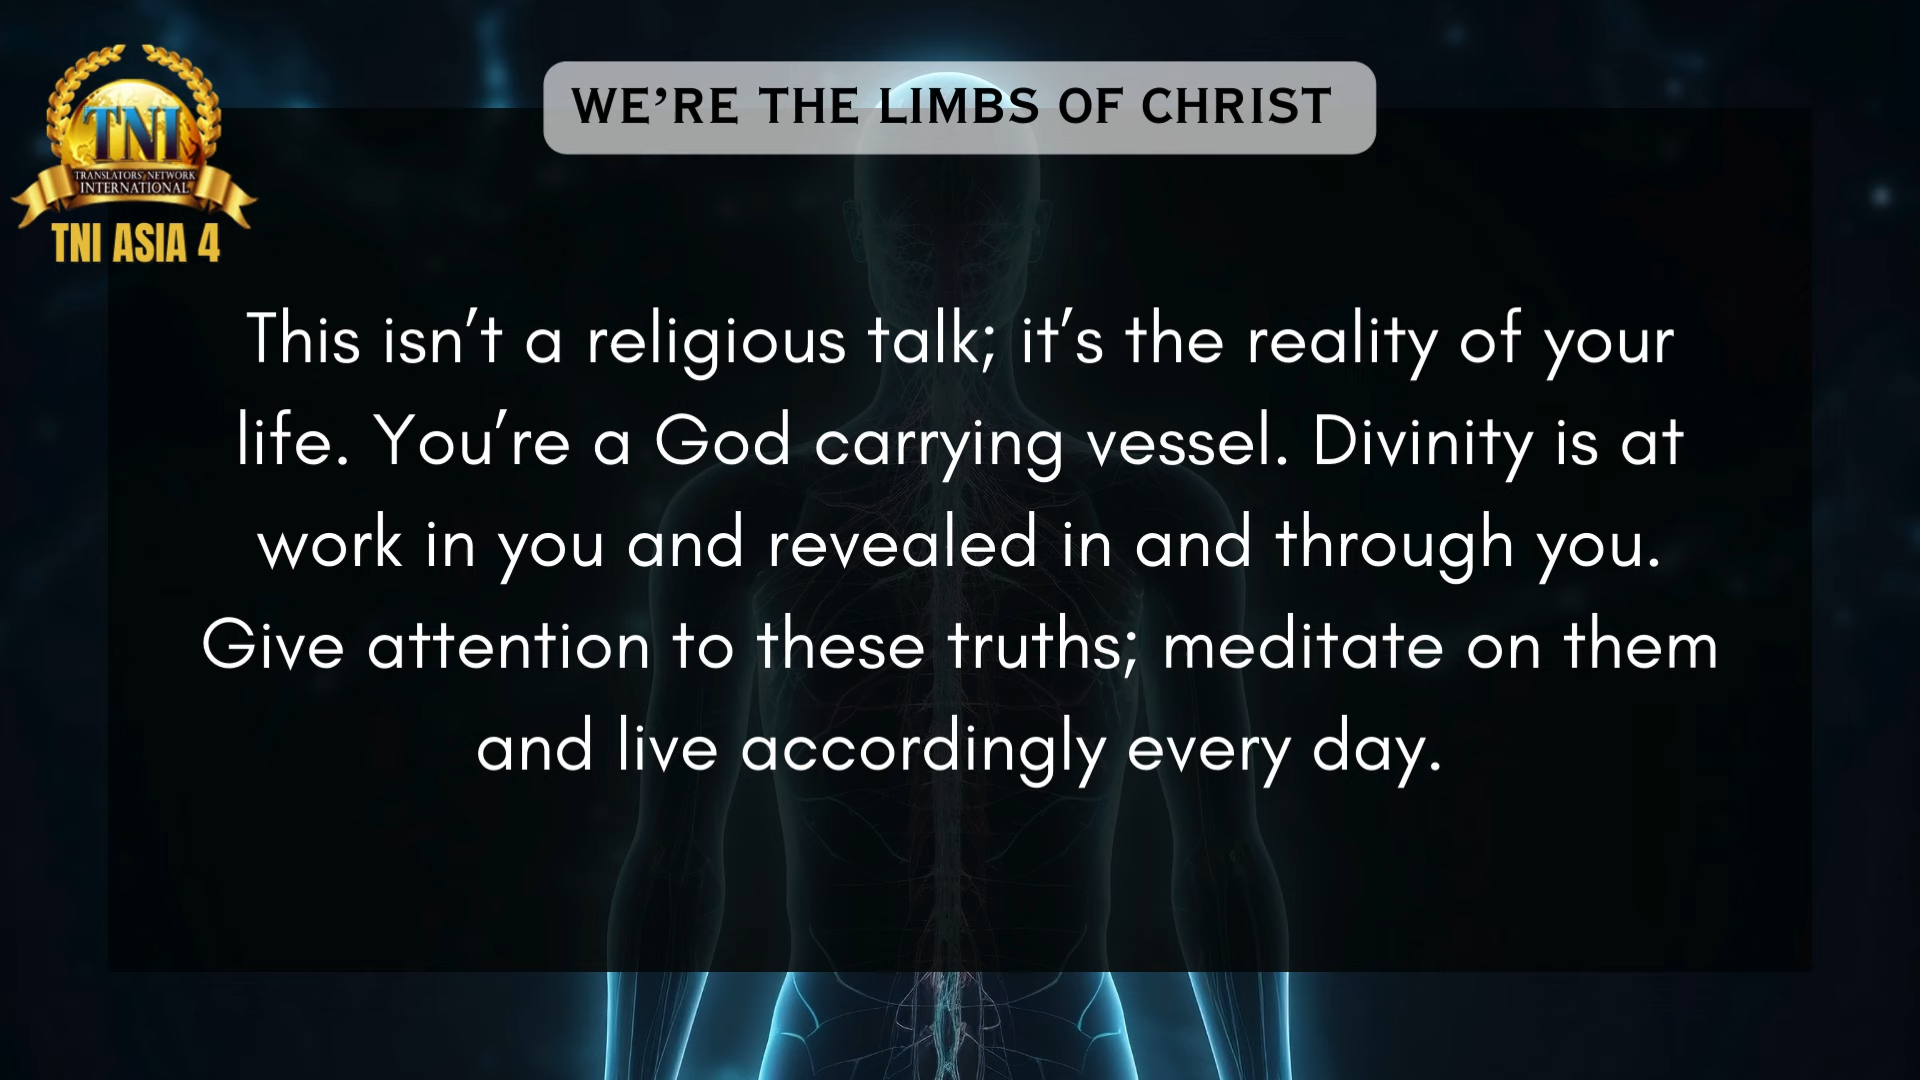 WE’RE THE LIMBS OF CHRIST
TNI
TRANSLATORS' NETWORK
INTERNATIONAL
TNI ASIA 4
This isn’t a religious talk; it’s the reality of your
life. You’re a God carrying vessel. Divinity is at
work in you and revealed in and through you.
Give attention to these truths; meditate on them
and live accordingly every day.